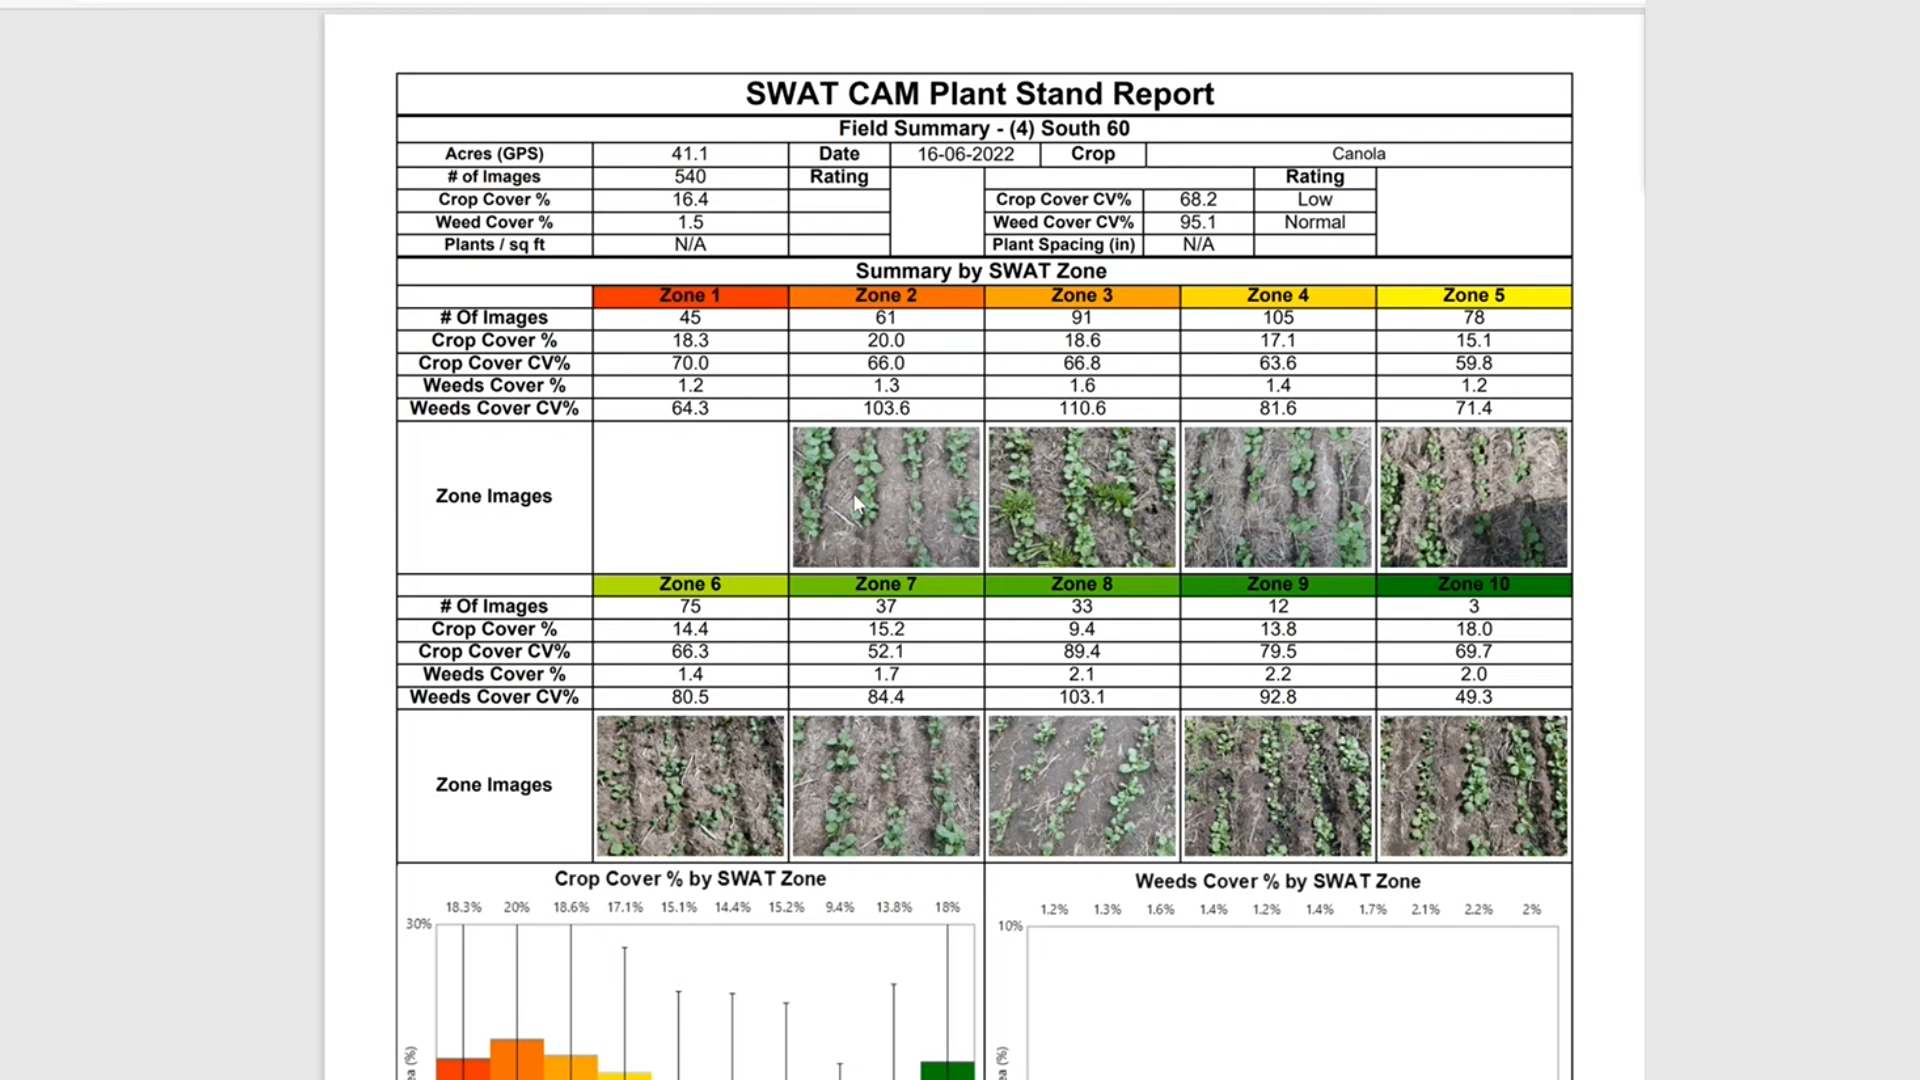 SWAT CAM Plant Stand Report
Field Summary - (4) South 60
Acres (GPS) 41.1 Date 16-06-2022 Crop Canola
# of Images 540 Rating Rating
Crop Cover % 16.4 Crop Cover CV% 68.2 Low
Weed Cover % 1.5 Weed Cover CV% 95.1 Normal
Plants / sq ft N/A Plant Spacing (in) N/A
Summary by SWAT Zone
Zone 1 Zone 2 Zone 3 Zone 4 Zone 5
# Of Images 45 61 91 105 78
Crop Cover % 18.3 20.0 18.6 17.1 15.1
Crop Cover CV% 70.0 66.0 66.8 63.6 59.8
Weeds Cover % 1.2 1.3 1.6 1.4 1.2
Weeds Cover CV% 64.3 103.6 110.6 81.6 71.4
Zone Images
Zone 6 Zone 7 Zone 8 Zone 9 Zone 10
# Of Images 75 37 33 12 3
Crop Cover % 14.4 15.2 9.4 13.8 18.0
Crop Cover CV% 66.3 52.1 89.4 79.5 69.7
Weeds Cover % 1.4 1.7 2.1 2.2 2.0
Weeds Cover CV% 80.5 84.4 103.1 92.8 49.3
Zone Images
Crop Cover % by SWAT Zone
18.3% 20% 18.6% 17.1% 15.1% 14.4% 15.2% 9.4% 13.8% 18%
30%
ea (%)
Weeds Cover % by SWAT Zone
1.2% 1.3% 1.6% 1.4% 1.2% 1.4% 1.7% 2.1% 2.2% 2%
10%
ea (%)